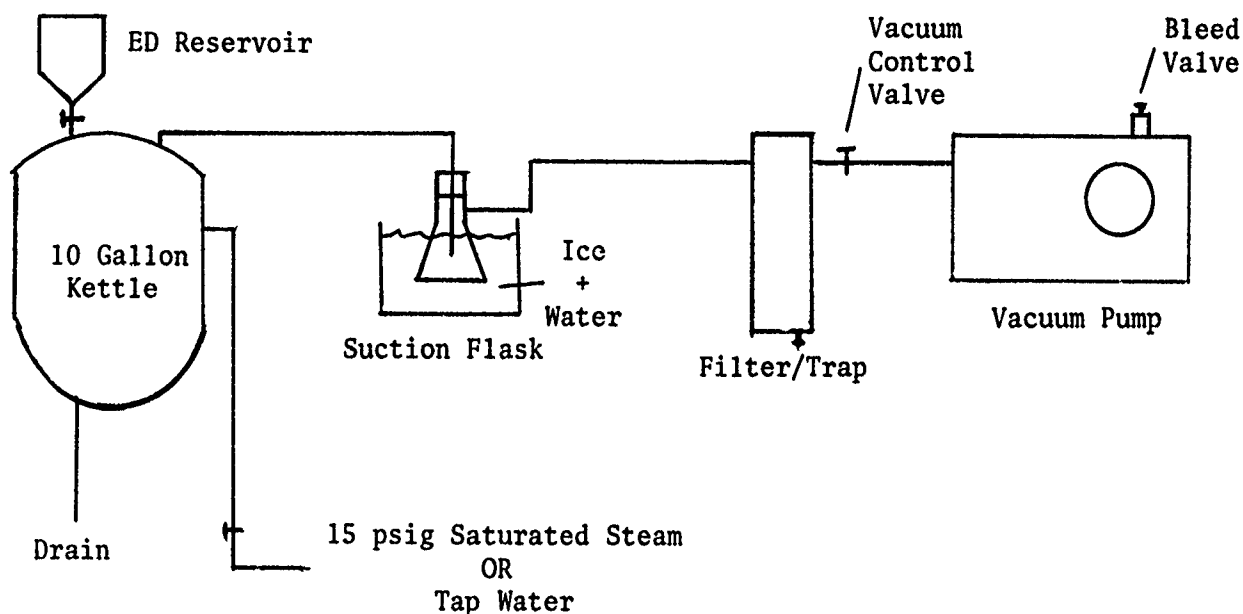 ED Reservoir
Vacuum
Control
Valve
Bleed
Valve
10 Gallon
Kettle
Ice
+
Water
Suction Flask
Filter/Trap
Vacuum Pump
Drain
15 psig Saturated Steam
OR
Tap Water